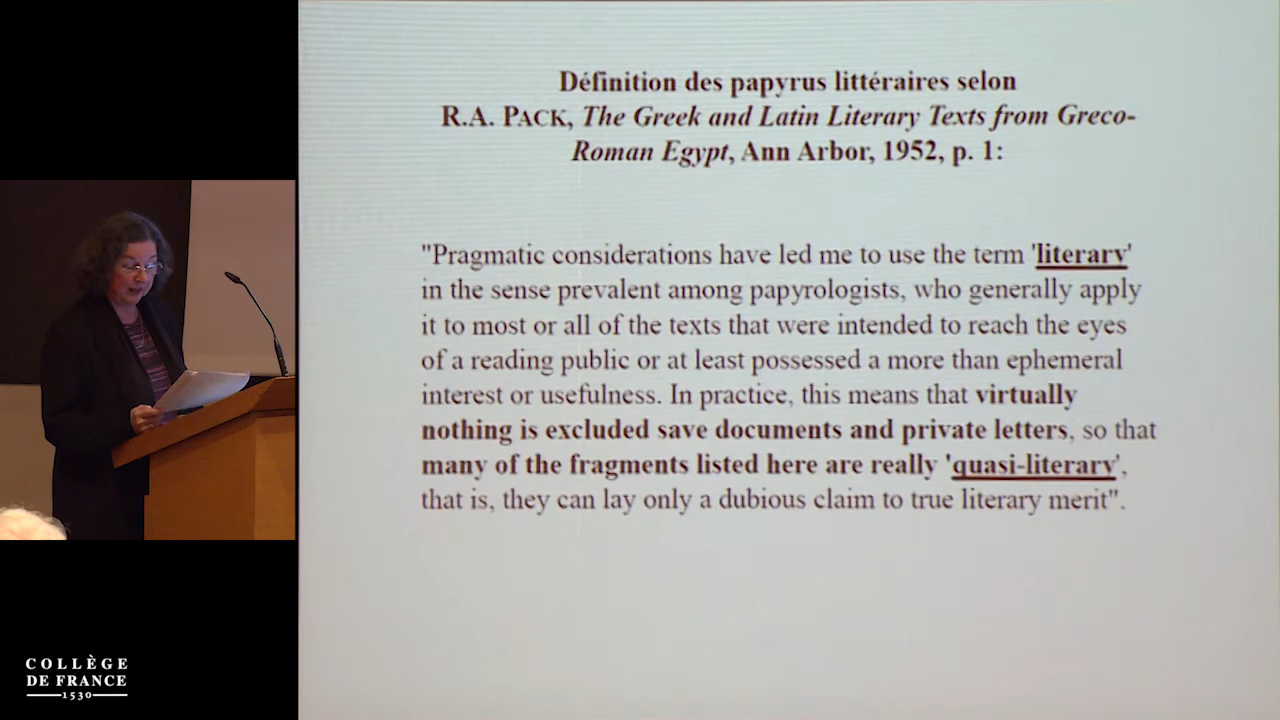 Définition des papyrus littéraires selon
R.A. PACK, The Greek and Latin Literary Texts from Greco-
Roman Egypt, Ann Arbor, 1952, p. 1:
"Pragmatic considerations have led me to use the term 'literary'
in the sense prevalent among papyrologists, who generally apply
it to most or all of the texts that were intended to reach the eyes
of a reading public or at least possessed a more than ephemeral
interest or usefulness. In practice, this means that virtually
nothing is excluded save documents and private letters, so that
many of the fragments listed here are really 'quasi-literary',
that is, they can lay only a dubious claim to true literary merit".
COLLÈGE
DE FRANCE
1530